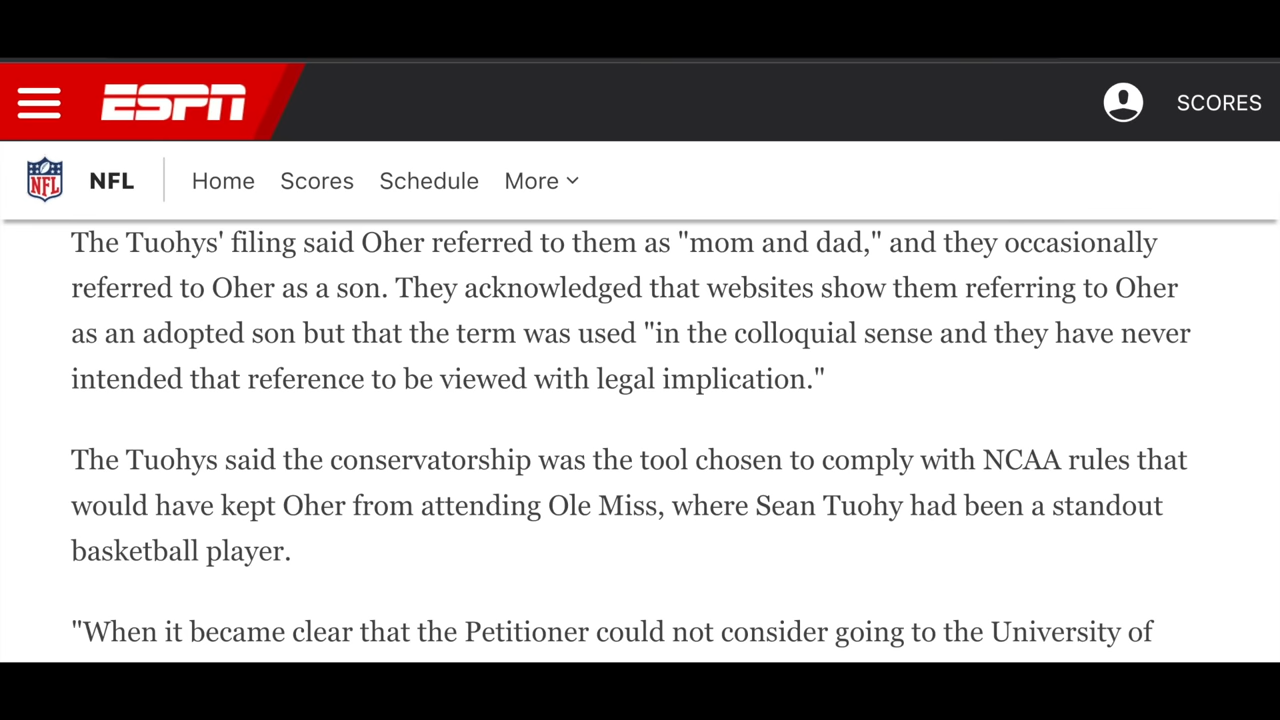 ESPN
SCORES
NFL
NFL
Home
Scores
Schedule
More
The Tuohys' filing said Oher referred to them as "mom and dad," and they occasionally
referred to Oher as a son. They acknowledged that websites show them referring to Oher
as an adopted son but that the term was used "in the colloquial sense and they have never
intended that reference to be viewed with legal implication."
The Tuohys said the conservatorship was the tool chosen to comply with NCAA rules that
would have kept Oher from attending Ole Miss, where Sean Tuohy had been a standout
basketball player.
"When it became clear that the Petitioner could not consider going to the University of